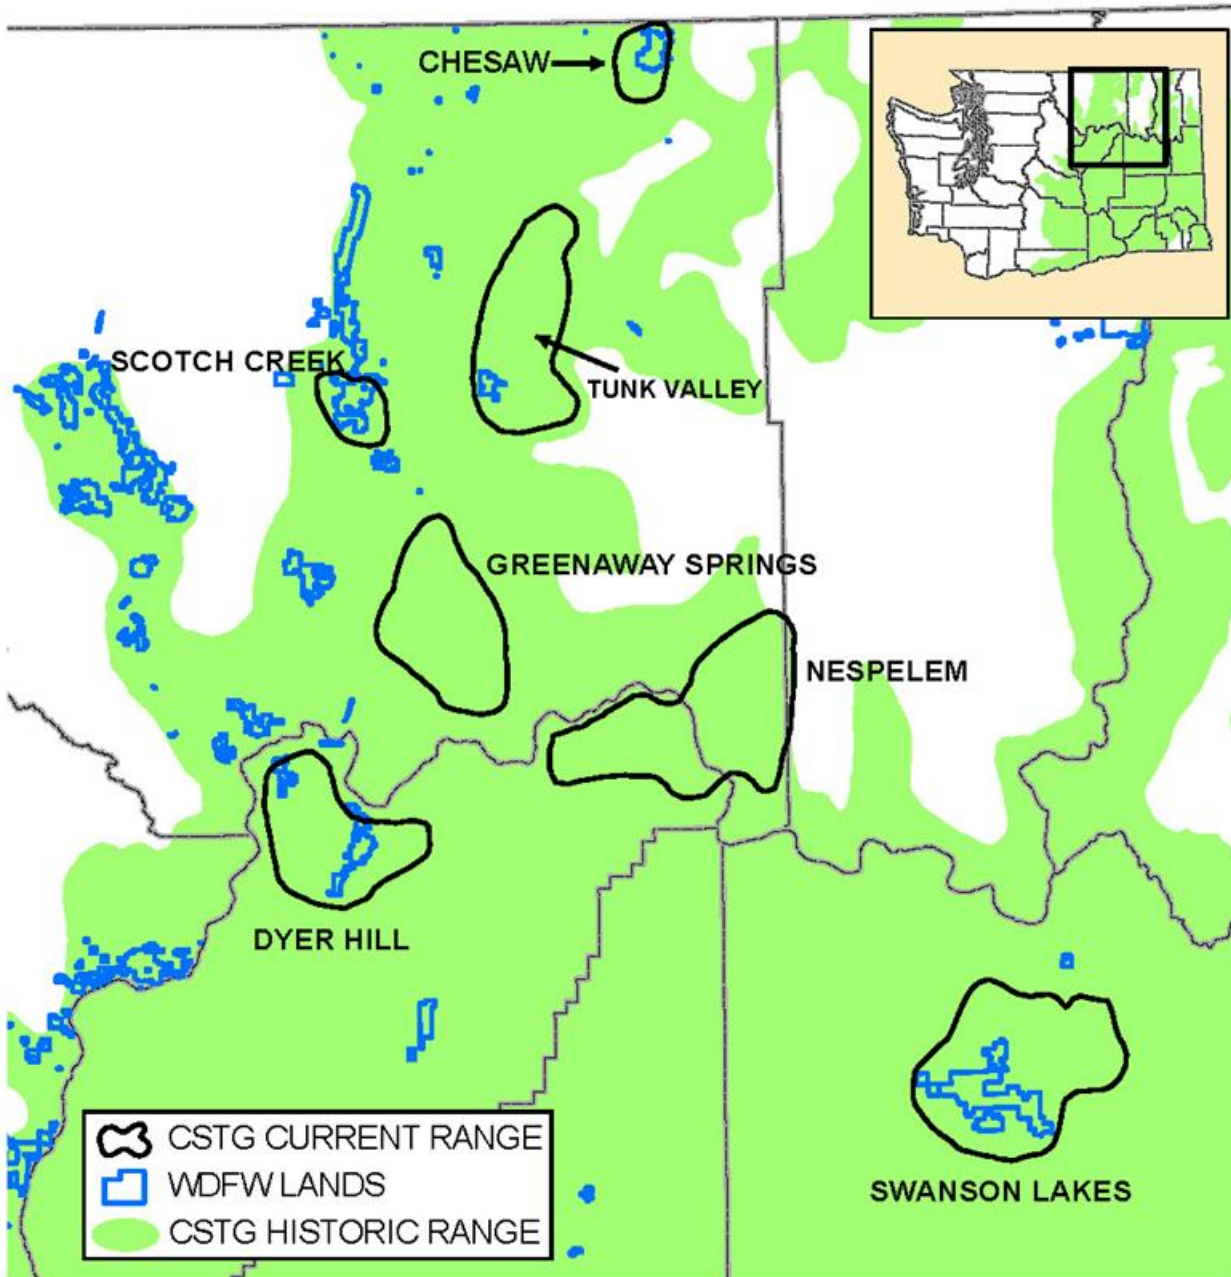 CHESAW
SCOTCH CREEK
TUNK VALLEY
GREENAWAY SPRINGS
NESPELEM
DYER HILL
SWANSON LAKES
CSTG CURRENT RANGE
WDFW LANDS
CSTG HISTORIC RANGE